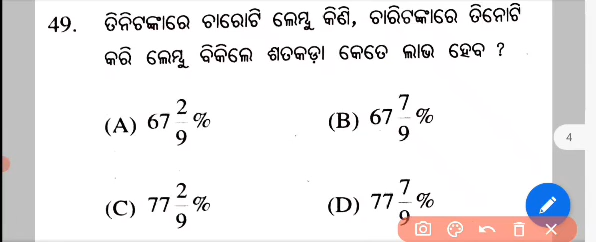 49. ତିନିଟଙ୍କାରେ ଚାରୋଟି ଲେମ୍ବୁ କିଣି, ଚାରିଟଙ୍କାରେ ତିନୋଟି
କରି ଲେମ୍ବୁ ବିକିଲେ ଶତକଡ଼ା କେତେ ଲାଭ ହେବ ?
(A) 67 2/9 % (B) 67 7/9 %
4
(C) 77 2/9 % (D) 77 7/9 %